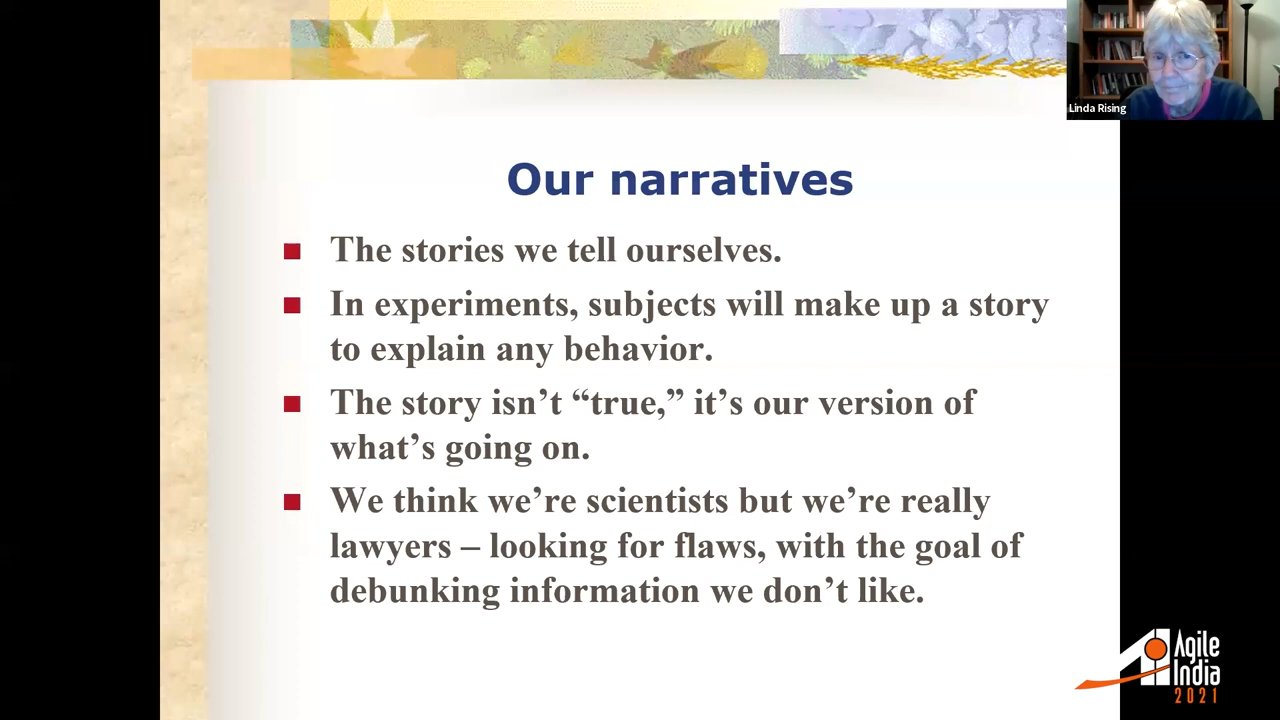 Linda Rising
Our narratives
The stories we tell ourselves.
In experiments, subjects will make up a story
to explain any behavior.
The story isn’t “true,” it’s our version of
what’s going on.
We think we’re scientists but we’re really
lawyers – looking for flaws, with the goal of
debunking information we don’t like.
Agile
India
2021